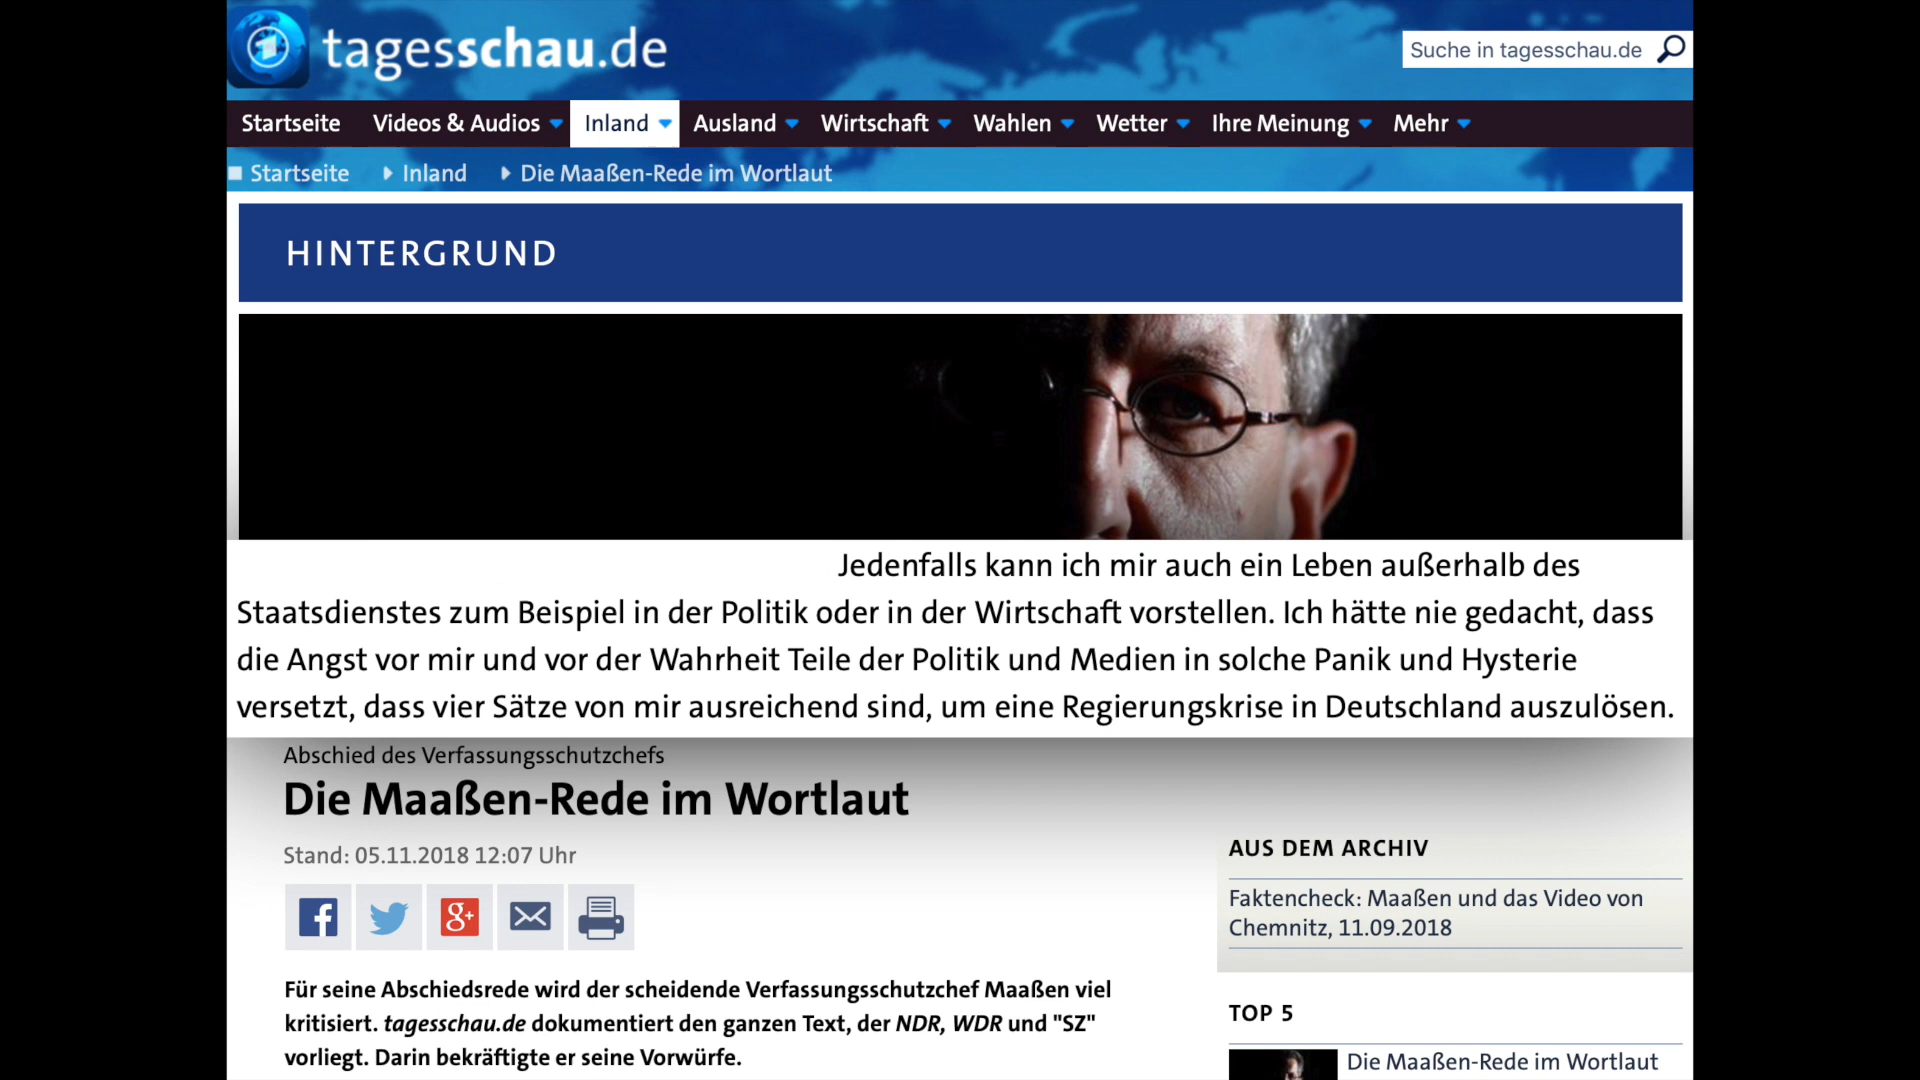 tagesschau.de
Suche in tagesschau.de
Startseite Videos & Audios Inland Ausland Wirtschaft Wahlen Wetter Ihre Meinung Mehr
Startseite Inland Die Maaßen-Rede im Wortlaut
HINTERGRUND
Jedenfalls kann ich mir auch ein Leben außerhalb des
Staatsdienstes zum Beispiel in der Politik oder in der Wirtschaft vorstellen. Ich hätte nie gedacht, dass
die Angst vor mir und vor der Wahrheit Teile der Politik und Medien in solche Panik und Hysterie
versetzt, dass vier Sätze von mir ausreichend sind, um eine Regierungskrise in Deutschland auszulösen.
Abschied des Verfassungsschutzchefs
Die Maaßen-Rede im Wortlaut
Stand: 05.11.2018 12:07 Uhr
f g+
Für seine Abschiedsrede wird der scheidende Verfassungsschutzchef Maaßen viel
kritisiert. tagesschau.de dokumentiert den ganzen Text, der NDR, WDR und "SZ"
vorliegt. Darin bekräftigte er seine Vorwürfe.
AUS DEM ARCHIV
Faktencheck: Maaßen und das Video von
Chemnitz, 11.09.2018
TOP 5
Die Maaßen-Rede im Wortlaut